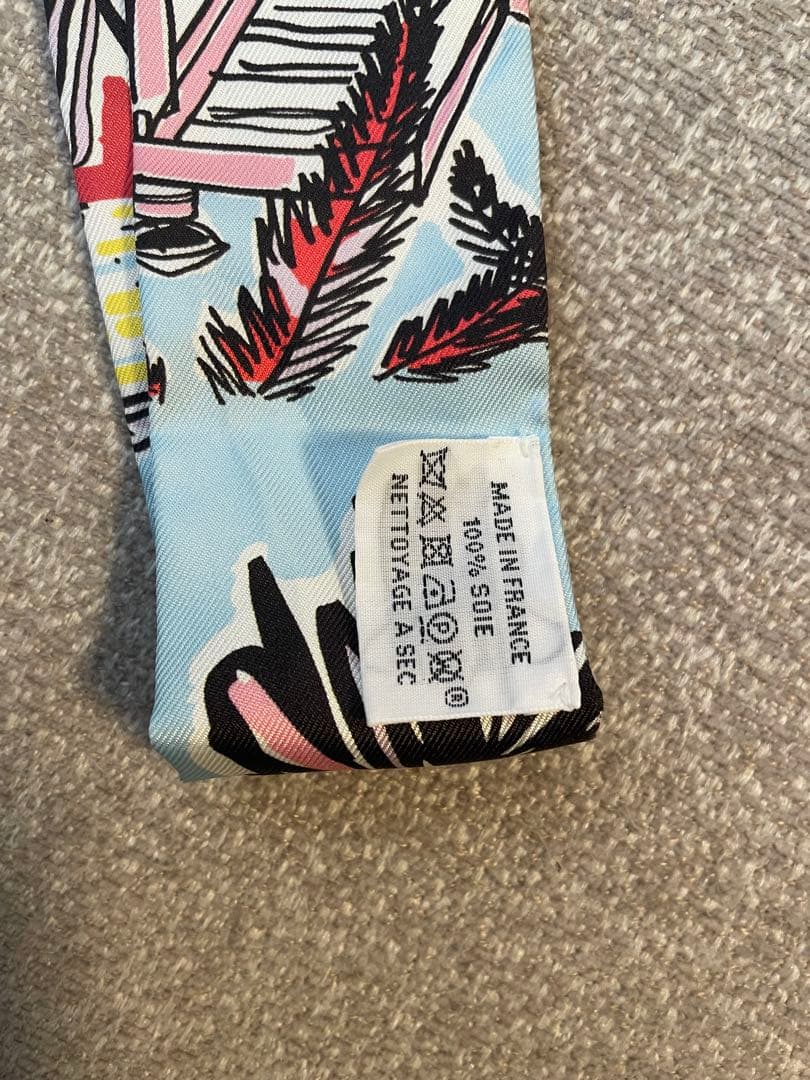 MADE IN FRANCE
100% SOIE
P
®
NETTOYAGE À SEC